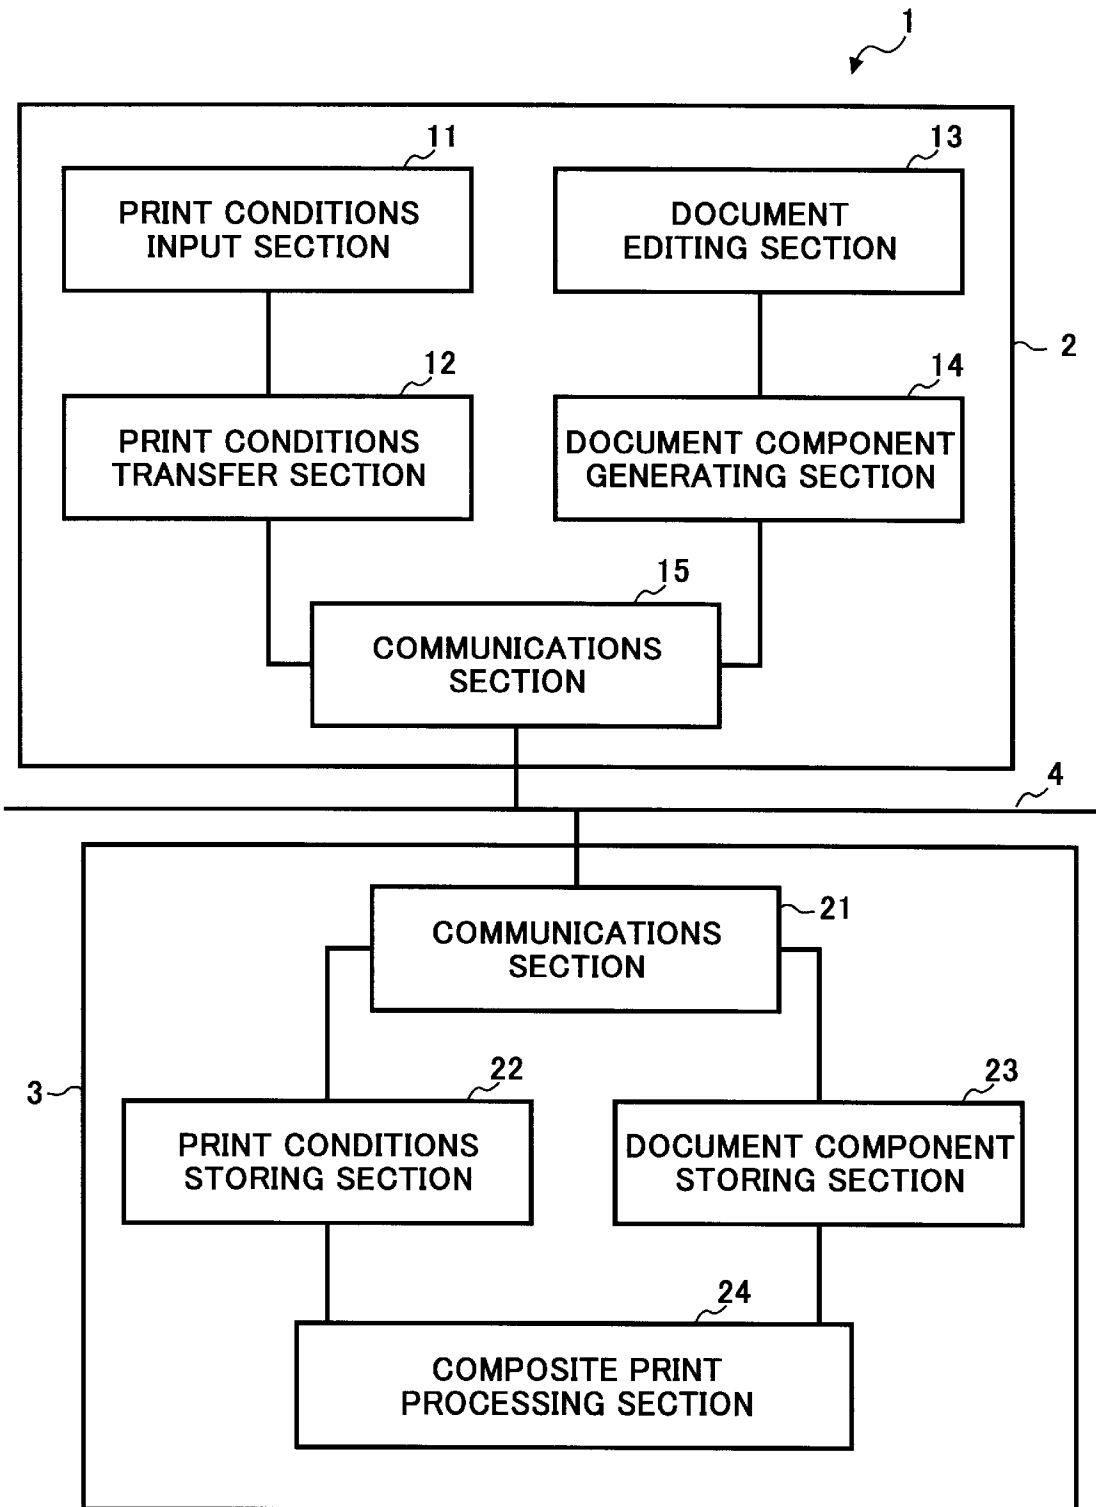 1
11
13
PRINT CONDITIONS
INPUT SECTION
DOCUMENT
EDITING SECTION
2
12
14
PRINT CONDITIONS
TRANSFER SECTION
DOCUMENT COMPONENT
GENERATING SECTION
15
COMMUNICATIONS
SECTION
4
21
COMMUNICATIONS
SECTION
3
22
23
PRINT CONDITIONS
STORING SECTION
DOCUMENT COMPONENT
STORING SECTION
24
COMPOSITE PRINT
PROCESSING SECTION